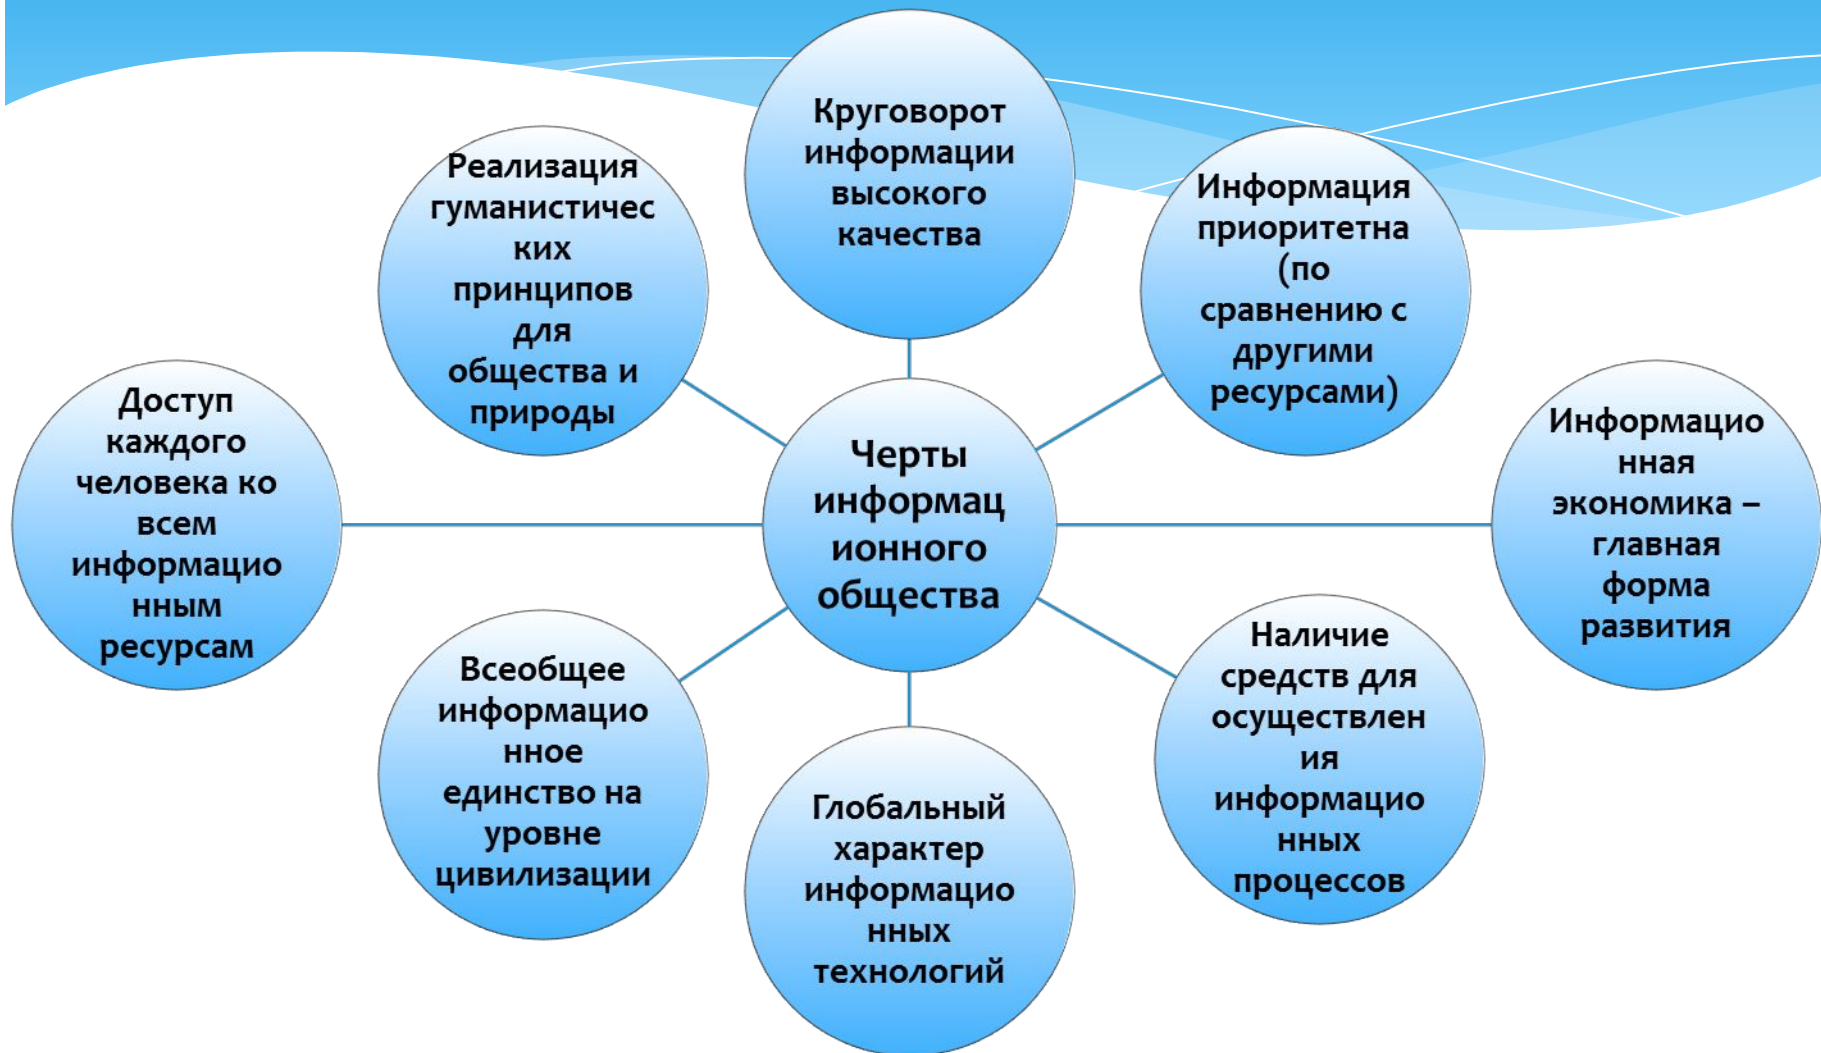 Круговорот
информации
высокого
качества
Реализация
гуманистичес
ких
принципов
для
общества и
природы
Информация
приоритетна
(по
сравнению с
другими
ресурсами)
Доступ
каждого
человека ко
всем
информацио
нным
ресурсам
Черты
информац
ионного
общества
Информацио
нная
экономика –
главная
форма
развития
Всеобщее
информацио
нное
единство на
уровне
цивилизации
Глобальный
характер
информацио
нных
технологий
Наличие
средств для
осуществлен
ия
информацио
нных
процессов